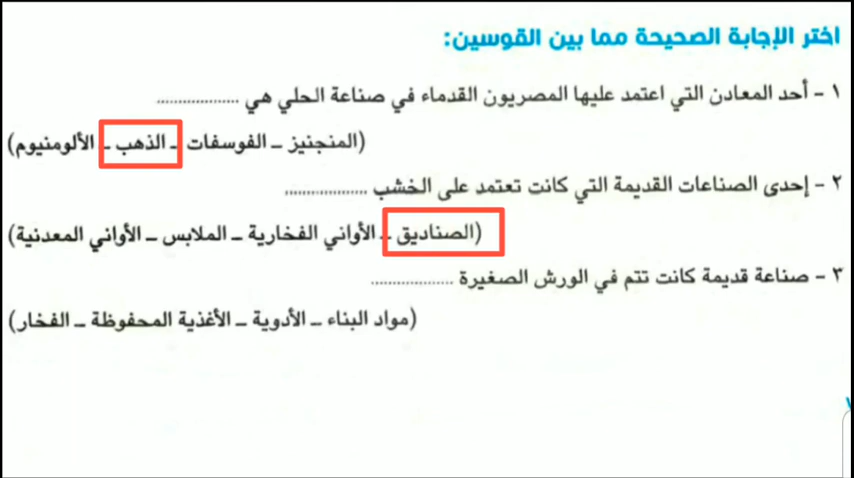 اختر الإجابة الصحيحة مما بين القوسين:
١ - أحد المعادن التي اعتمد عليها المصريون القدماء في صناعة الحلي هي ..................
(المنجنيز – الفوسفات – الذهب – الألومنيوم)
٢ - إحدى الصناعات القديمة التي كانت تعتمد على الخشب ..................
(الصناديق – الأواني الفخارية – الملابس – الأواني المعدنية)
٣ - صناعة قديمة كانت تتم في الورش الصغيرة ..................
(مواد البناء – الأدوية – الأغذية المحفوظة – الفخار)